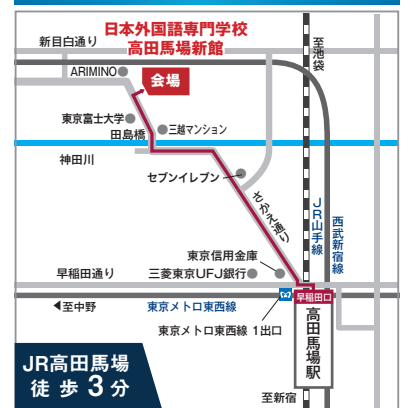 日本外国語専門学校
高田馬場新館
新目白通り
至池袋
ARIMINO
会場
東京富士大学
田島橋
三越マンション
神田川
セブンイレブン
さかえ通り
JR山手線
西武新宿線
東京信用金庫
早稲田通り
三菱東京UFJ銀行
早稲田口
至中野
東京メトロ東西線
東京メトロ東西線 1出口
高田馬場駅
JR高田馬場
徒歩3分
至新宿